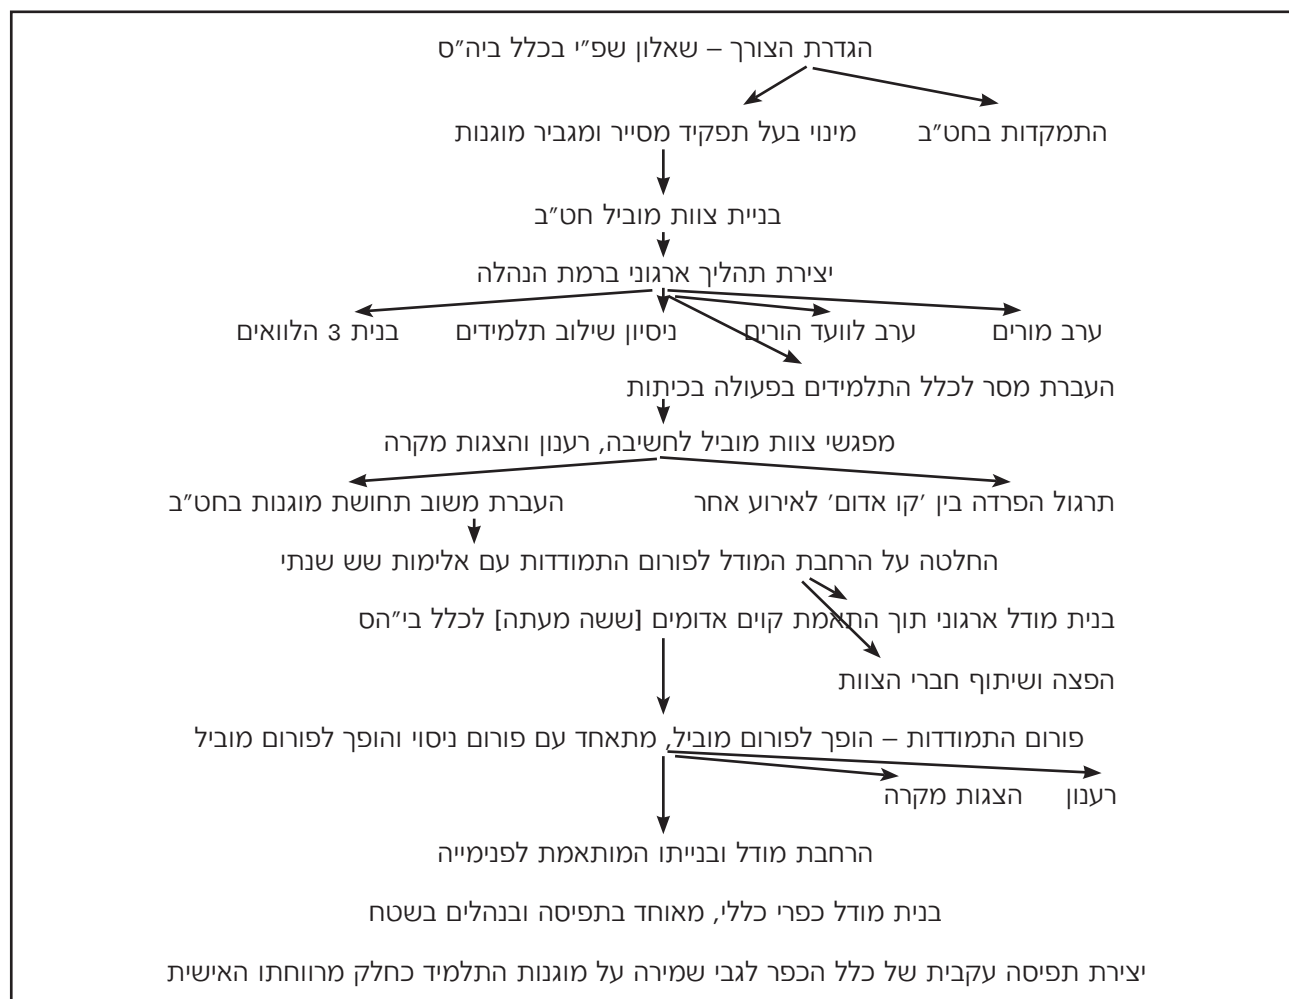 הגדרת הצורך – שאלון שפ"י בכלל ביה"ס
התמקדות בחט"ב
מינוי בעל תפקיד מסייר ומגביר מוגנות
בניית צוות מוביל חט"ב
יצירת תהליך ארגוני ברמת הנהלה
ערב מורים
ערב לוועד הורים
ניסיון שילוב תלמידים
בנית 3 הלוואים
העברת מסר לכלל התלמידים בפעולה בכיתות
מפגשי צוות מוביל לחשיבה, רענון והצגות מקרה
תרגול הפרדה בין 'קו אדום' לאירוע אחר
העברת משוב תחושת מוגנות בחט"ב
החלטה על הרחבת המודל לפורום התמודדות עם אלימות שש שנתי
בנית מודל ארגוני תוך התאמת קוים אדומים [ששה מעתה] לכלל בי"הס
הפצה ושיתוף חברי הצוות
פורום התמודדות – הופך לפורום מוביל, מתאחד עם פורום ניסוי והופך לפורום מוביל
רענון
הצגות מקרה
הרחבת מודל ובנייתו המותאמת לפנימייה
בנית מודל כפרי כללי, מאוחד בתפיסה ובנהלים בשטח
יצירת תפיסה עקבית של כלל הכפר לגבי שמירה על מוגנות התלמיד כחלק מרווחתו האישית